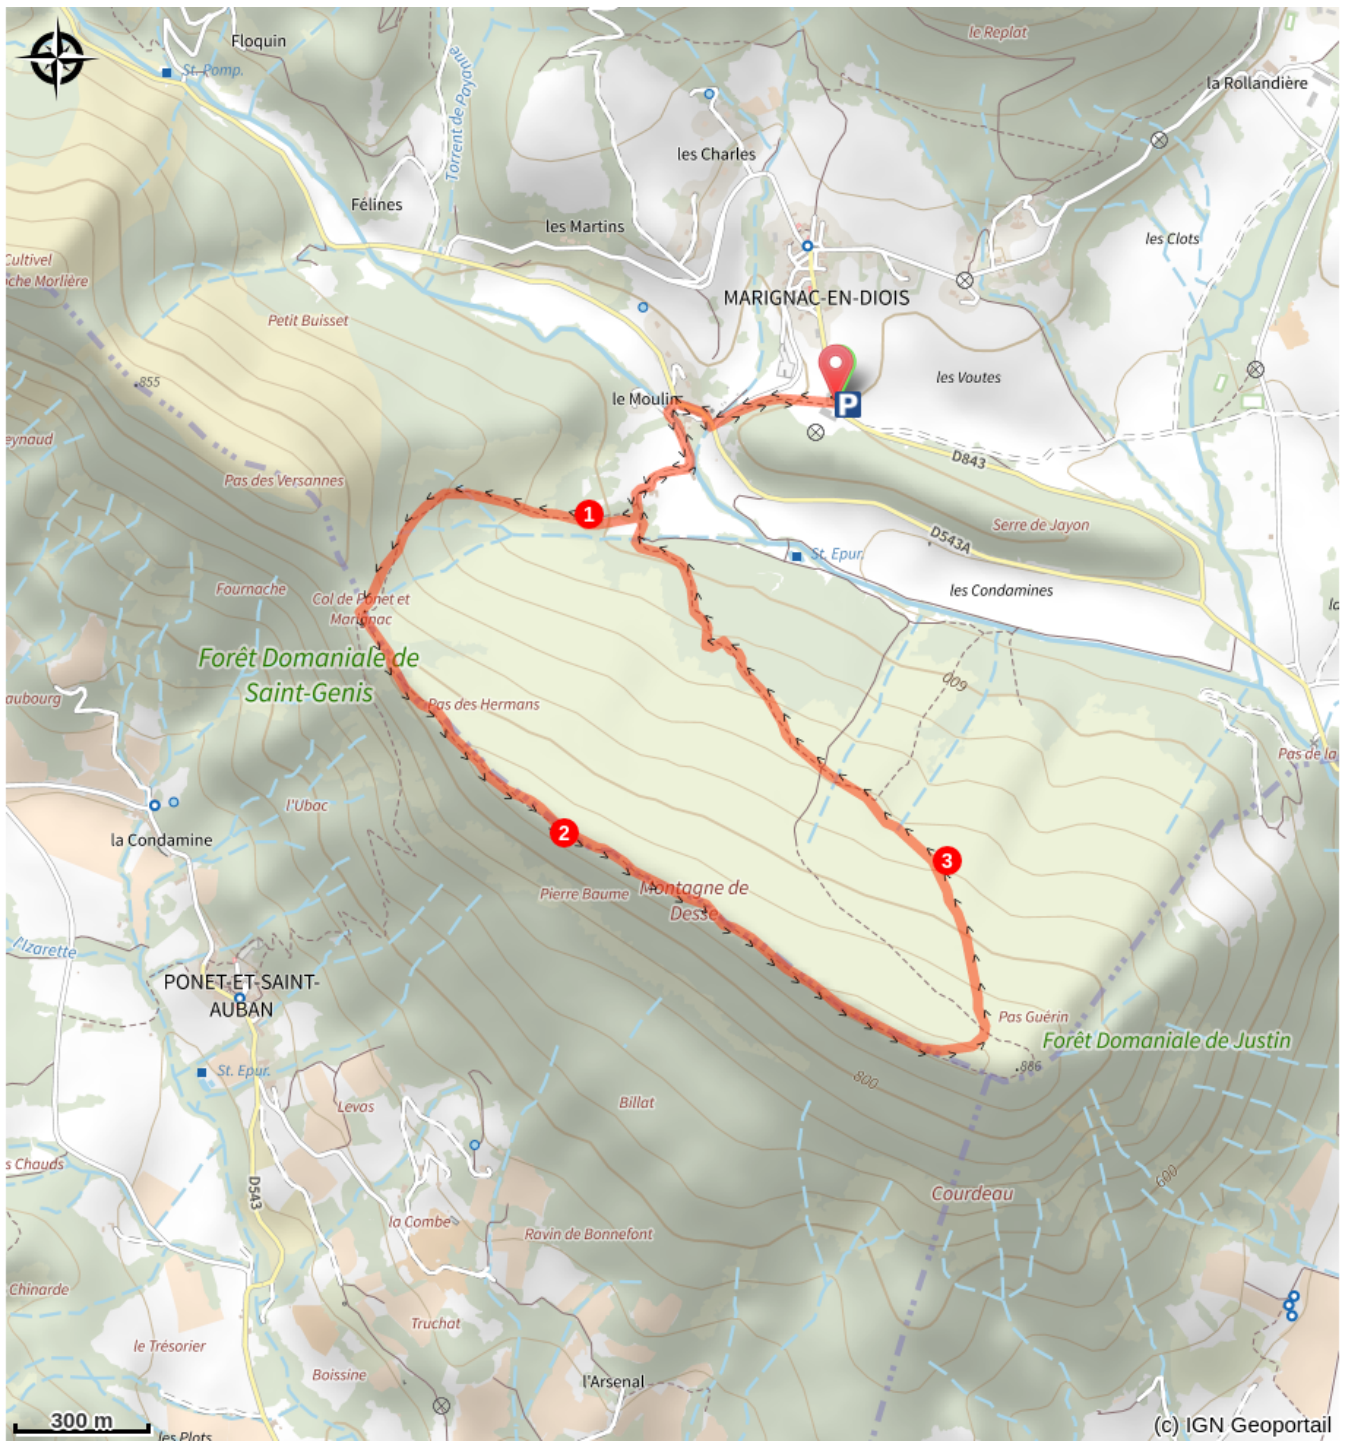 Floquin
le Replat
St. Pomp.
Torrent de Payanne
la Rollandière
les Charles
Félines
les Martins
les Clots
Cultivel
che Morlière
MARIGNAC-EN-DIOIS
Petit Buisset
les Voutes
855
le Moulin
P
eynaud
D843
Pas des Versannes
1
Serre de Jayon
D543A
St. Epur.
Fournache
Col de Ponet et
Marignac
les Condamines
Forêt Domaniale de
Saint-Genis
600
aubourg
Pas des Hermans
Pas de la
l'Ubac
la Condamine
2
3
Pierre Baume
Montagne de
Desse
l'Izarette
PONET-ET-SAINT-
AUBAN
Pas Guérin
Forêt Domaniale de Justin
886
St. Epur.
800
Levas
Billat
s Chauds
600
D543
Courdeau
la Combe
Ravin de Bonnefont
Chinarde
Truchat
le Trésorier
Boissine
l'Arsenal
300 m
les Plots
(c) IGN Geoportail